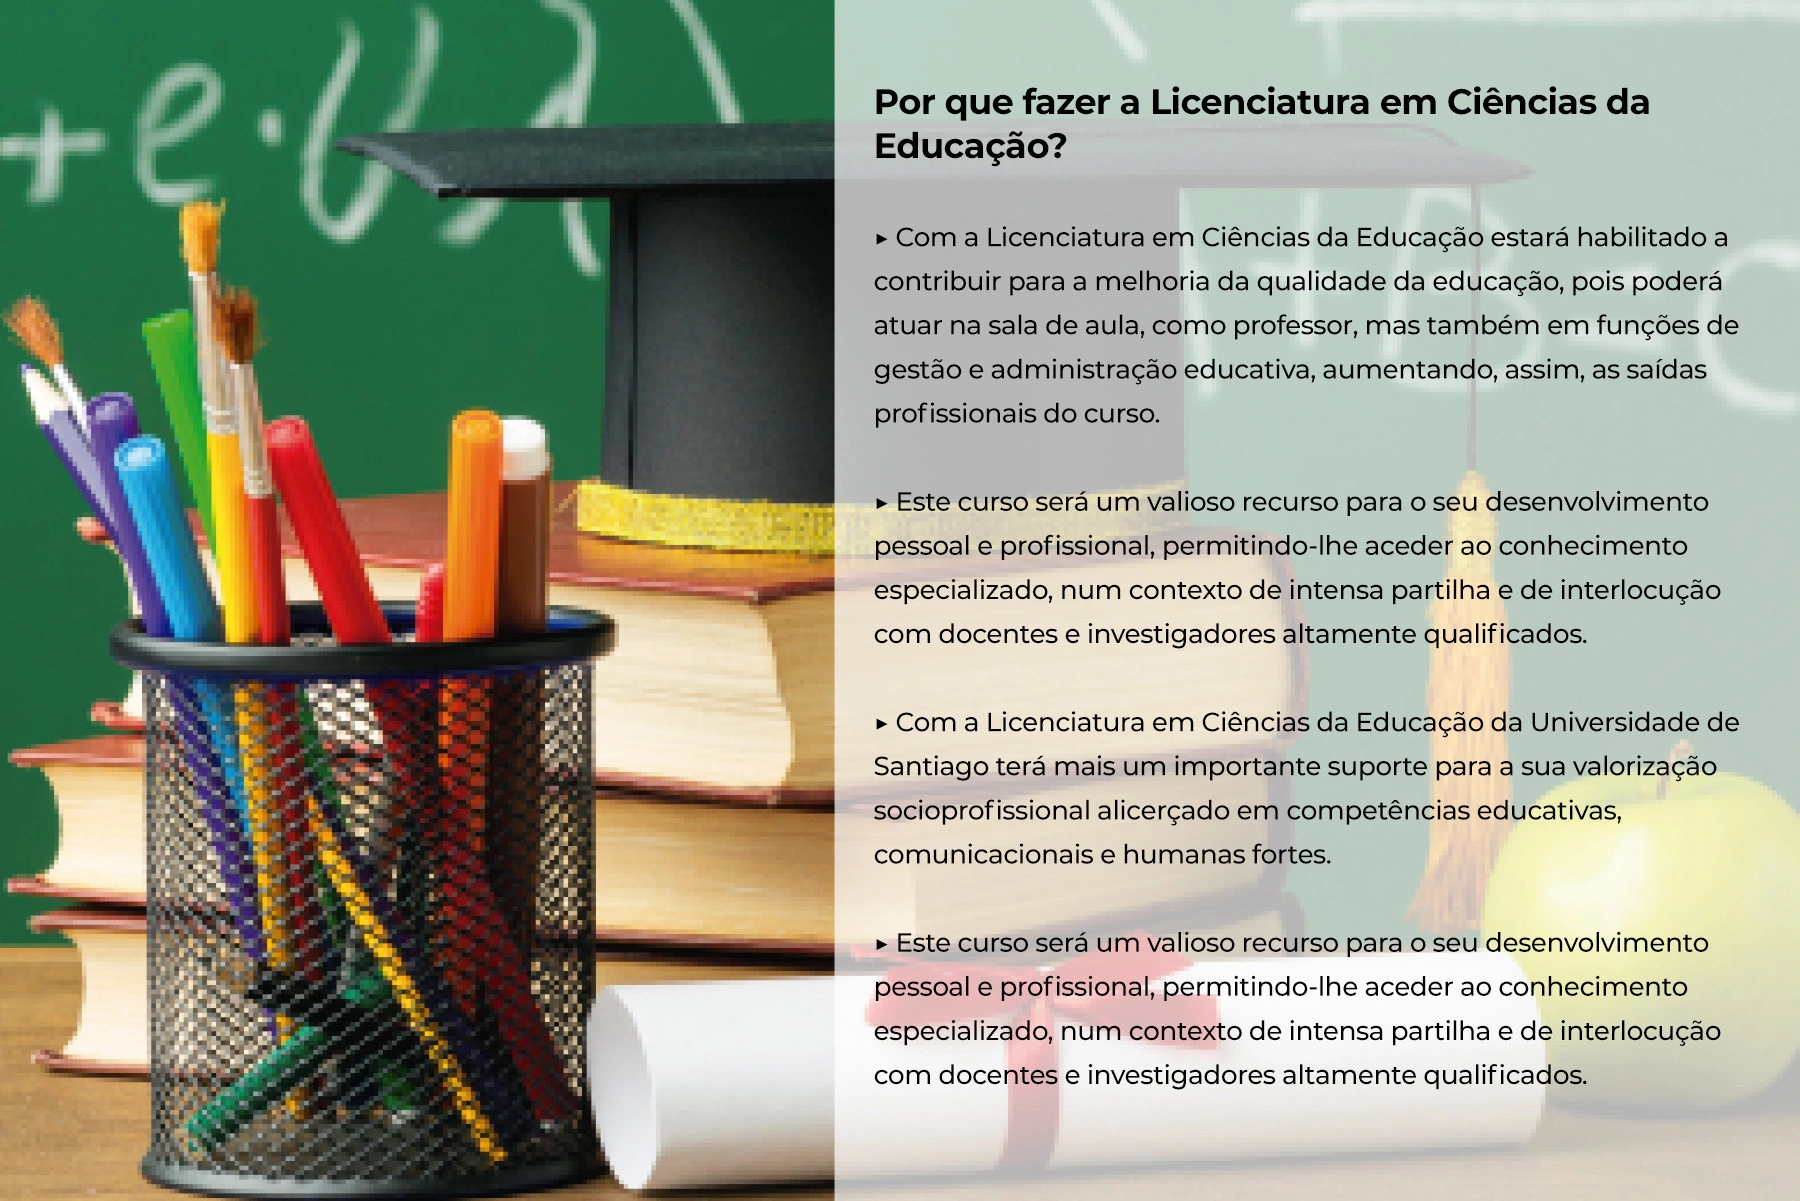 +e·U
Por que fazer a Licenciatura em Ciências da
Educação?
► Com a Licenciatura em Ciências da Educação estará habilitado a
contribuir para a melhoria da qualidade da educação, pois poderá
atuar na sala de aula, como professor, mas também em funções de
gestão e administração educativa, aumentando, assim, as saídas
profissionais do curso.
► Este curso será um valioso recurso para o seu desenvolvimento
pessoal e profissional, permitindo-lhe aceder ao conhecimento
especializado, num contexto de intensa partilha e de interlocução
com docentes e investigadores altamente qualificados.
► Com a Licenciatura em Ciências da Educação da Universidade de
Santiago terá mais um importante suporte para a sua valorização
socioprofissional alicerçado em competências educativas,
comunicacionais e humanas fortes.
► Este curso será um valioso recurso para o seu desenvolvimento
pessoal e profissional, permitindo-lhe aceder ao conhecimento
especializado, num contexto de intensa partilha e de interlocução
com docentes e investigadores altamente qualificados.